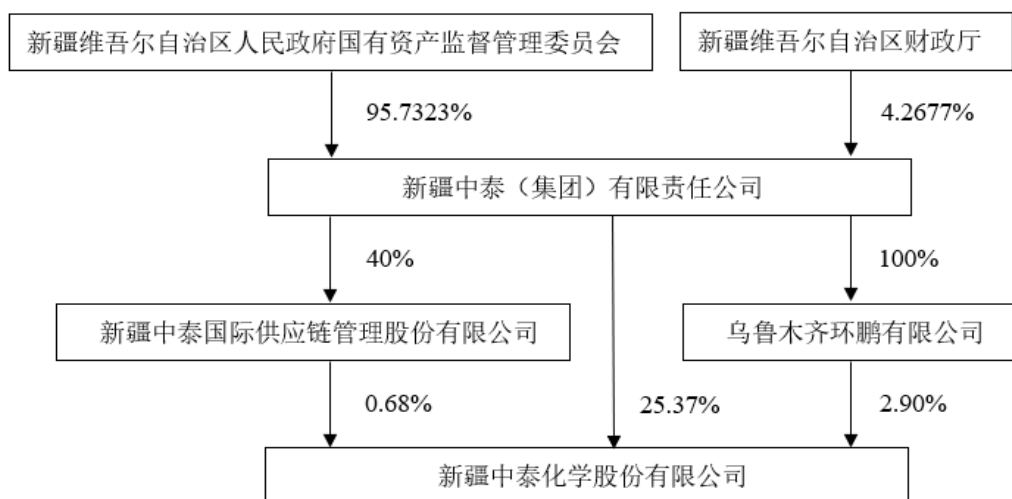 新疆维吾尔自治区人民政府国有资产监督管理委员会
新疆维吾尔自治区财政厅
95.7323%
4.2677%
新疆中泰（集团）有限责任公司
40%
100%
新疆中泰国际供应链管理股份有限公司
乌鲁木齐环鹏有限公司
0.68%
25.37%
2.90%
新疆中泰化学股份有限公司